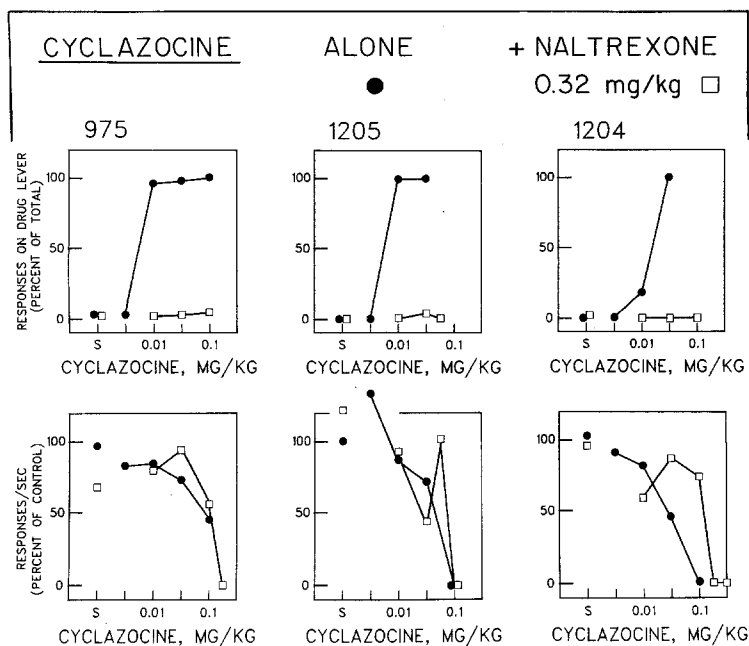 CYCLAZOCINE ALONE + NALTREXONE
0.32 mg/kg
975 1205 1204
RESPONSES ON DRUG LEVER
(PERCENT OF TOTAL)
100 100 100
50 50 50
0 0 0
S 0.01 0.1 S 0.01 0.1 S 0.01 0.1
CYCLAZOCINE, MG/KG CYCLAZOCINE, MG/KG CYCLAZOCINE, MG/KG
RESPONSES/SEC
(PERCENT OF CONTROL)
100 100 100
50 50 50
0 0 0
S 0.01 0.1 S 0.01 0.1 S 0.01 0.1
CYCLAZOCINE, MG/KG CYCLAZOCINE, MG/KG CYCLAZOCINE, MG/KG